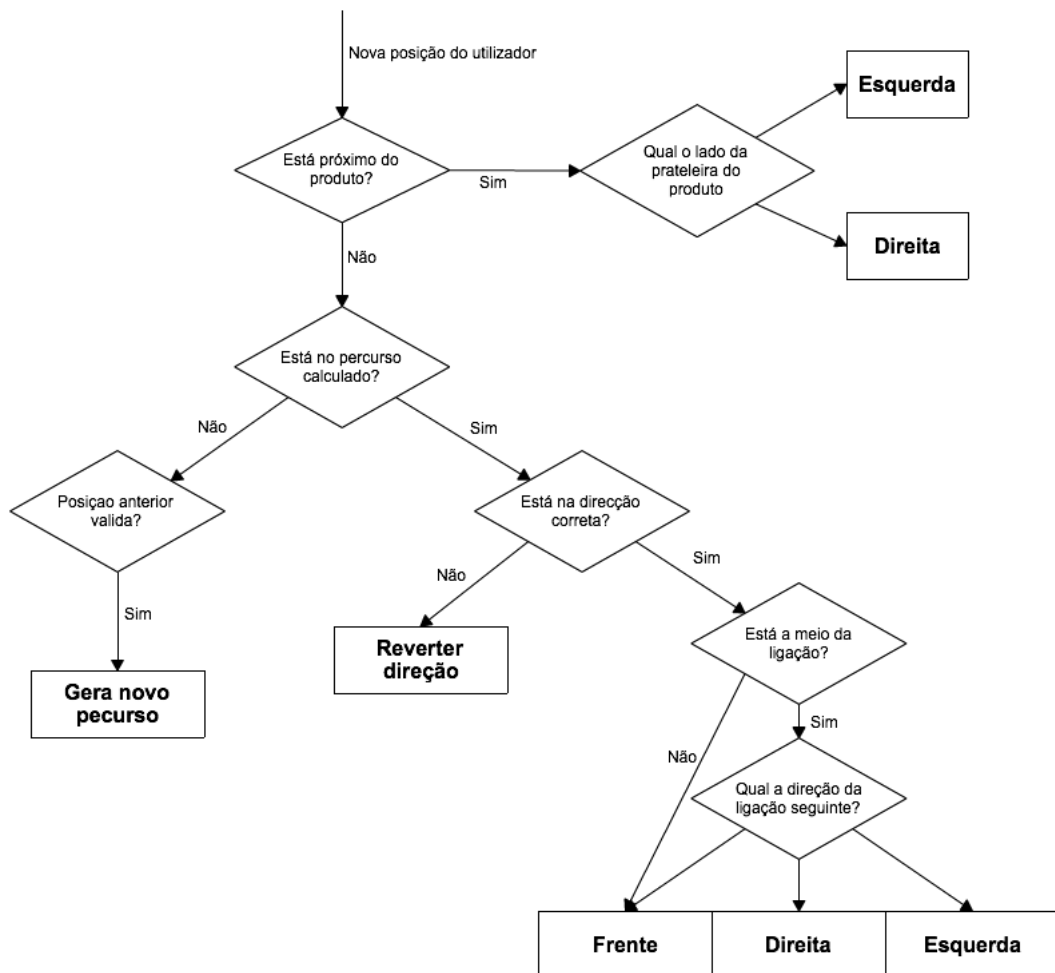 Nova posição do utilizador
Esquerda
Está próximo do
produto?
Sim
Qual o lado da
prateleira do
produto
Direita
Não
Está no percurso
calculado?
Não
Sim
Posiçao anterior
valida?
Está na direcção
correta?
Sim
Não
Sim
Gera novo
pecurso
Reverter
direção
Está a meio da
ligação?
Não
Sim
Qual a direção da
ligação seguinte?
Frente
Direita
Esquerda